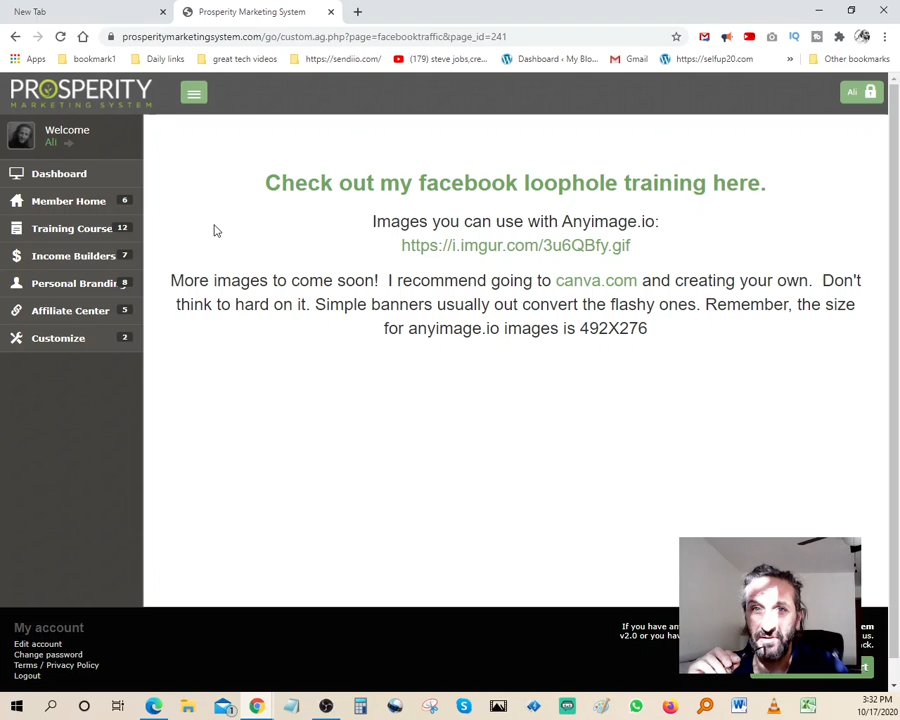 New Tab
Prosperity Marketing System
prosperitymarketingsystem.com/go/custom.ag.php?page=facebooktraffic&page_id=241
Apps
bookmark1
Daily links
great tech videos
https://sendiio.com/
(179) steve jobs,cre...
Dashboard ‹ My Blo...
Gmail
https://selfup20.com
»
Other bookmarks
PROSPERITY
MARKETING SYSTEM
Ali
Welcome
Ali
Dashboard
Member Home 6
Training Course 12
Income Builders 7
Personal Brandin 8
Affiliate Center 5
Customize 2
Check out my facebook loophole training here.
Images you can use with Anyimage.io:
https://i.imgur.com/3u6QBfy.gif
More images to come soon! I recommend going to canva.com and creating your own. Don't
think to hard on it. Simple banners usually out convert the flashy ones. Remember, the size
for anyimage.io images is 492X276
My account
Edit account
Change password
Terms / Privacy Policy
Logout
If you have an
em
v2.0 or you hav
us.
ck.
rt
3:32 PM
10/17/2020